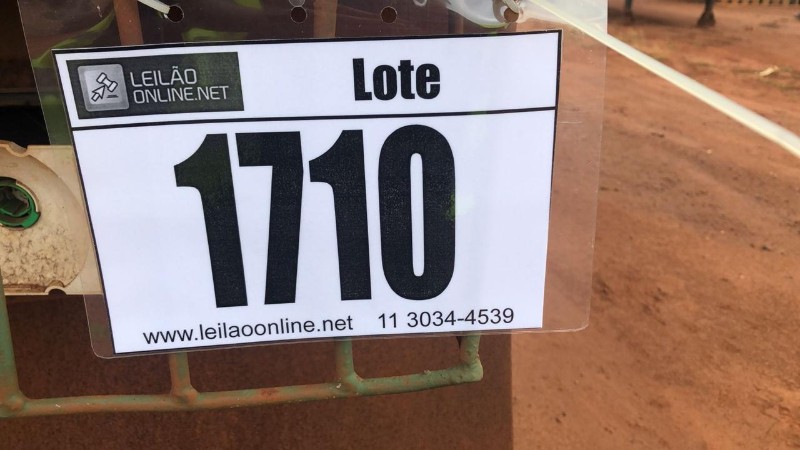 LEILÃO
ONLINE.NET
Lote
1710
www.leilaoonline.net 11 3034-4539